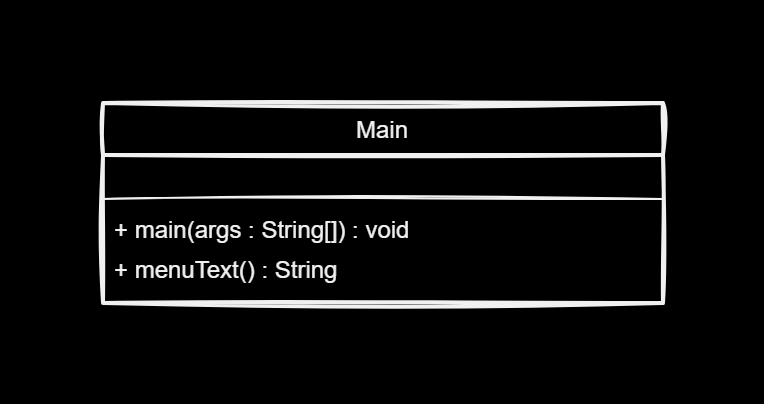 Main
+ main(args : String[]) : void
+ menuText() : String